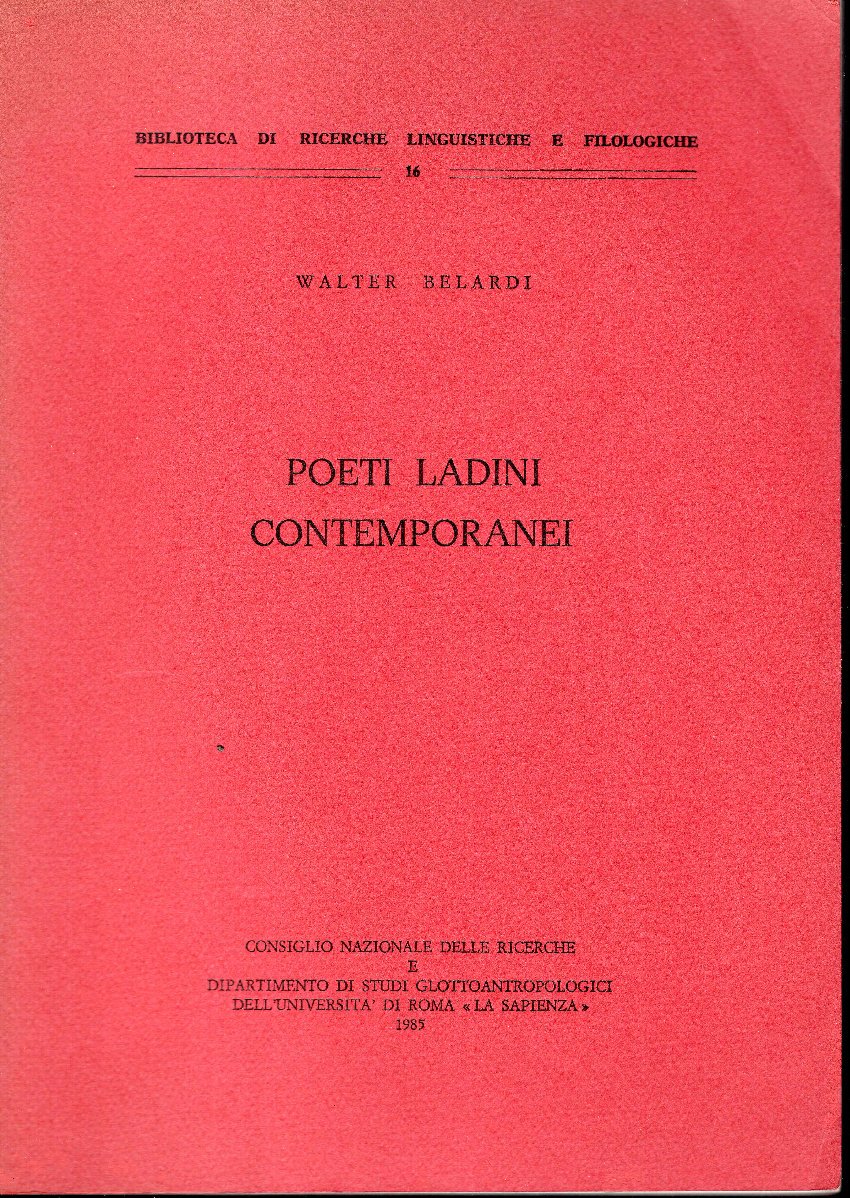 BIBLIOTECA DI RICERCHE LINGUISTICHE E FILOLOGICHE
16
WALTER BELARDI
POETI LADINI
CONTEMPORANEI
CONSIGLIO NAZIONALE DELLE RICERCHE
E
DIPARTIMENTO DI STUDI GLOTTOANTROPOLOGICI
DELL'UNIVERSITA' DI ROMA «LA SAPIENZA»
1985